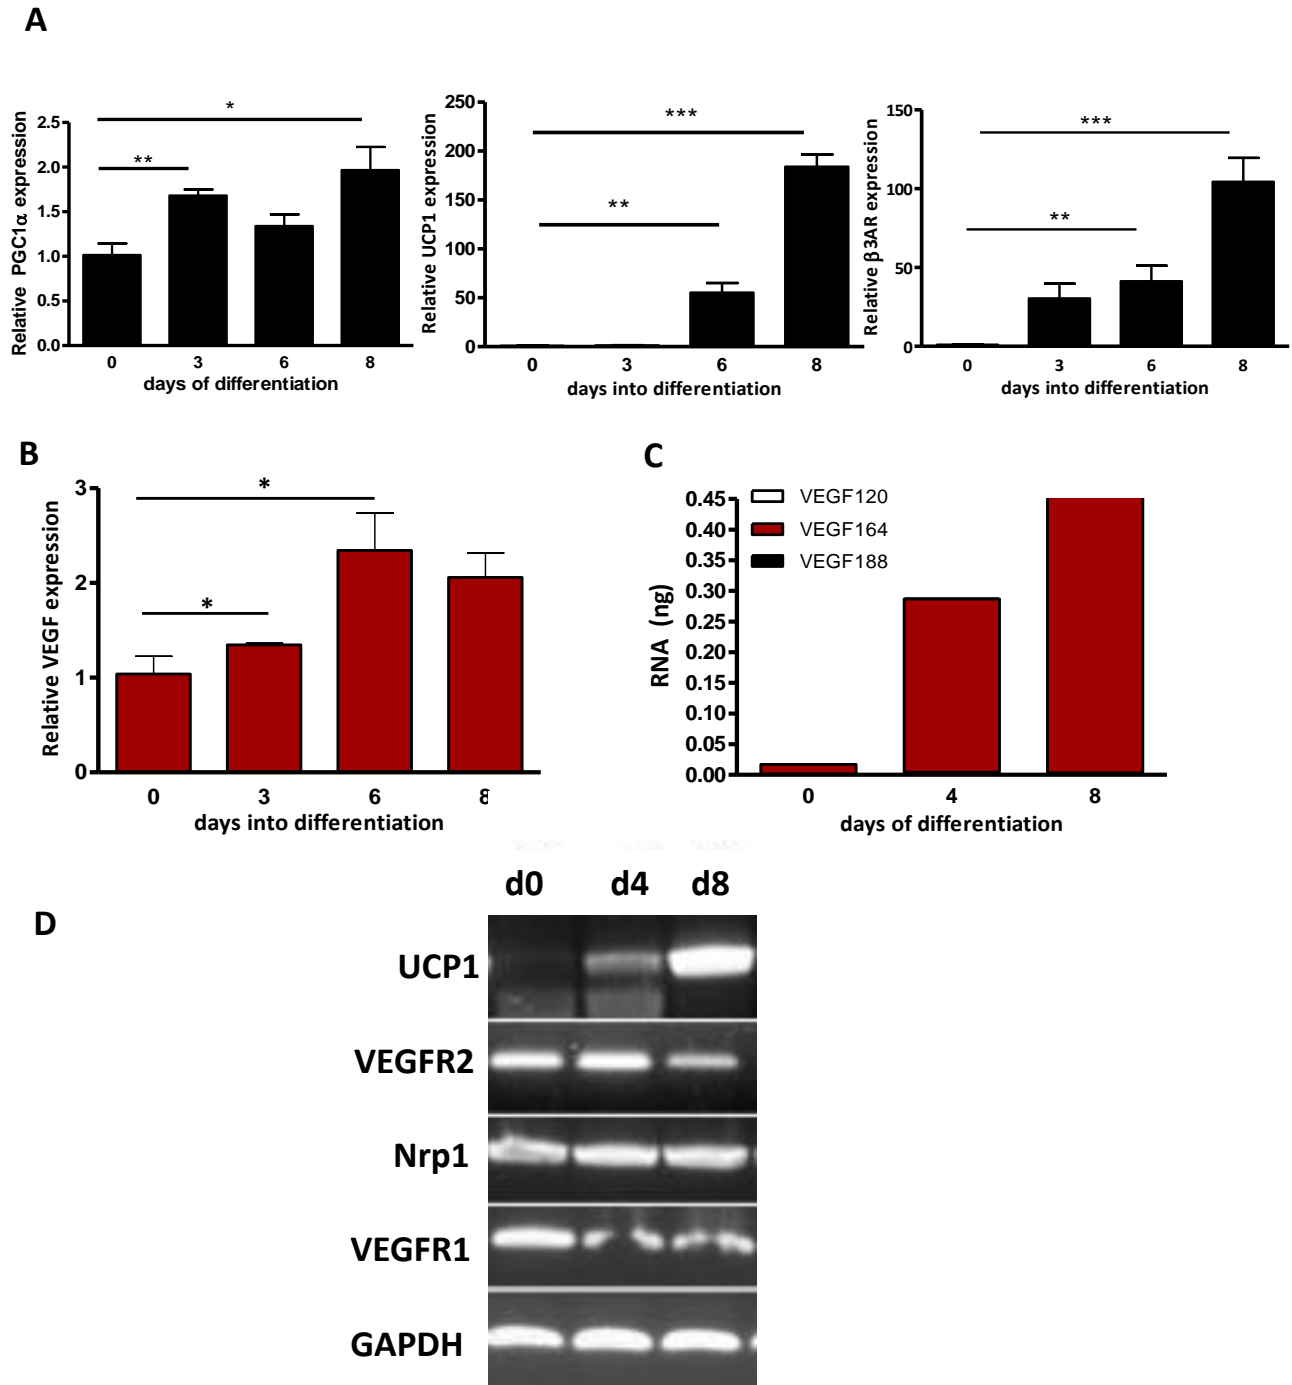 A
Relative PGC1α expression
2.5
2.0
1.5
1.0
0.5
0.0
*
**
0 3 6 8
days of differentiation
Relative UCP1 expression
250
200
150
100
50
0
***
**
0 3 6 8
days into differentiation
Relative β3AR expression
150
100
50
0
***
**
0 3 6 8
days into differentiation
B
Relative VEGF expression
3
2
1
0
*
*
0 3 6 8
days into differentiation
C
RNA (ng)
0.45
0.40
0.35
0.30
0.25
0.20
0.15
0.10
0.05
0.00
VEGF120
VEGF164
VEGF188
0 4 8
days of differentiation
D
d0 d4 d8
UCP1
VEGFR2
Nrp1
VEGFR1
GAPDH